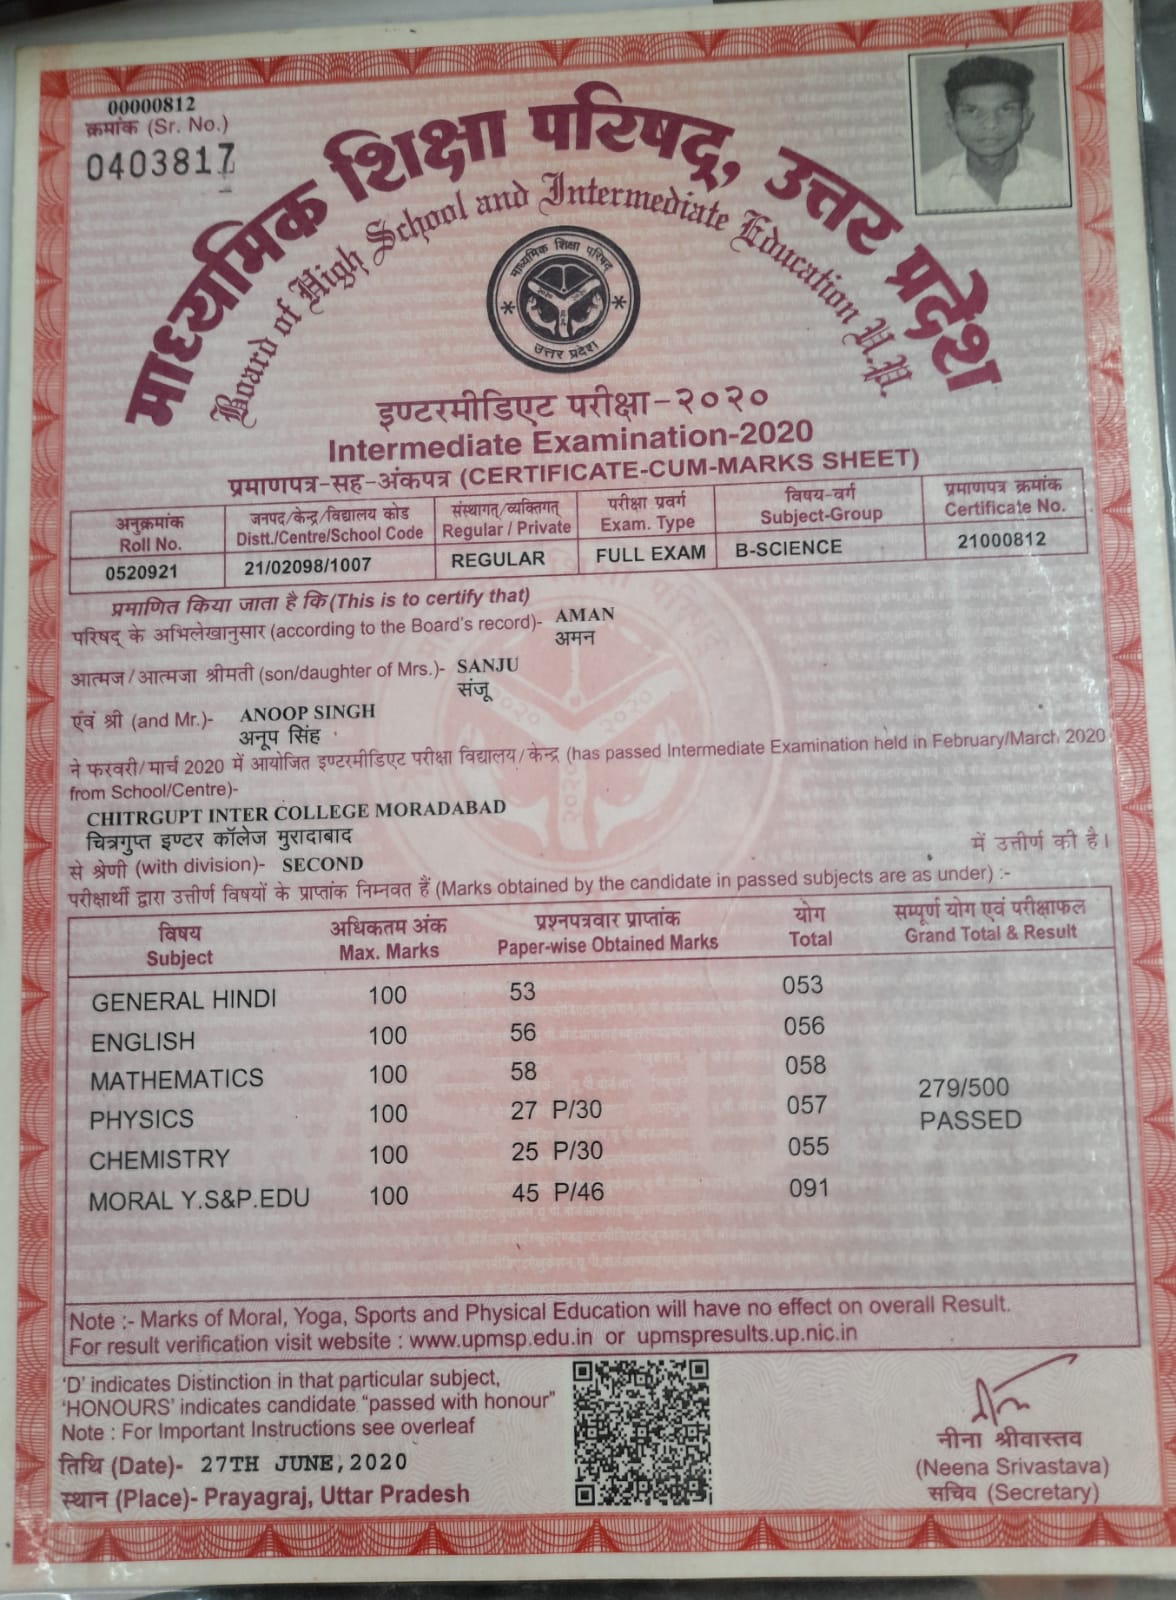 00000812
क्रमांक (Sr. No.)
0403817
माध्यमिक शिक्षा परिषद्, उत्तर प्रदेश
Board of High School and Intermediate Education U.P.
माध्यमिक शिक्षा परिषद्
उत्तर प्रदेश
इण्टरमीडिएट परीक्षा-२०२०
Intermediate Examination-2020
प्रमाणपत्र-सह-अंकपत्र (CERTIFICATE-CUM-MARKS SHEET)
अनुक्रमांक जनपद/केन्द्र/विद्यालय कोड संस्थागत्/व्यक्तिगत् परीक्षा प्रवर्ग विषय-वर्ग प्रमाणपत्र क्रमांक
Roll No. Distt./Centre/School Code Regular / Private Exam. Type Subject-Group Certificate No.
0520921 21/02098/1007 REGULAR FULL EXAM B-SCIENCE 21000812
प्रमाणित किया जाता है कि (This is to certify that)
परिषद् के अभिलेखानुसार (according to the Board's record)- AMAN
अमन
आत्मज/आत्मजा श्रीमती (son/daughter of Mrs.)- SANJU
संजू
एंव श्री (and Mr.)- ANOOP SINGH
अनूप सिंह
ने फरवरी/मार्च 2020 में आयोजित इण्टरमीडिएट परीक्षा विद्यालय/केन्द्र (has passed Intermediate Examination held in February/March 2020
from School/Centre)-
CHITRGUPT INTER COLLEGE MORADABAD
चित्रगुप्त इण्टर कॉलेज मुरादाबाद
में उत्तीर्ण की है।
से श्रेणी (with division)- SECOND
परीक्षार्थी द्वारा उत्तीर्ण विषयों के प्राप्तांक निम्नवत हैं (Marks obtained by the candidate in passed subjects are as under) :-
विषय अधिकतम अंक प्रश्नपत्रवार प्राप्तांक योग सम्पूर्ण योग एवं परीक्षाफल
Subject Max. Marks Paper-wise Obtained Marks Total Grand Total & Result
GENERAL HINDI 100 53 053
ENGLISH 100 56 056
MATHEMATICS 100 58 058
279/500
PHYSICS 100 27 P/30 057
PASSED
CHEMISTRY 100 25 P/30 055
MORAL Y.S&P.EDU 100 45 P/46 091
Note :- Marks of Moral, Yoga, Sports and Physical Education will have no effect on overall Result.
For result verification visit website : www.upmsp.edu.in or upmspresults.up.nic.in
'D' indicates Distinction in that particular subject,
'HONOURS' indicates candidate "passed with honour"
Note : For Important Instructions see overleaf
तिथि (Date)- 27TH JUNE, 2020
स्थान (Place)- Prayagraj, Uttar Pradesh
नीना श्रीवास्तव
(Neena Srivastava)
सचिव (Secretary)